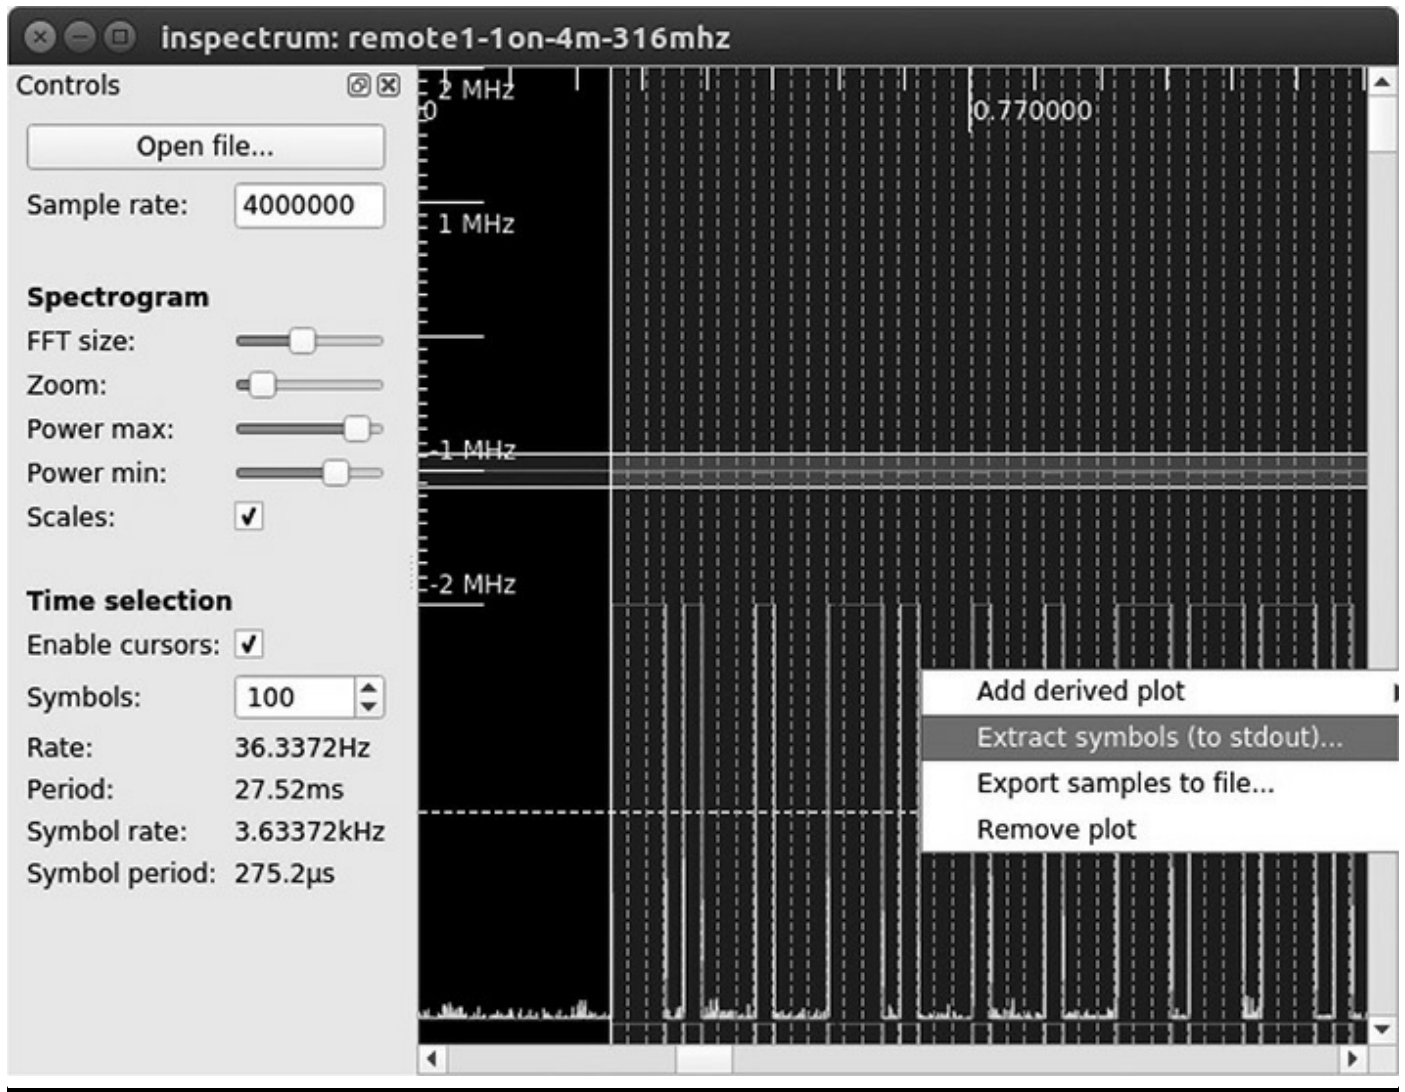 inspectrum: remote1-1on-4m-316mhz
Controls
Open file...
Sample rate: 4000000
Spectrogram
FFT size:
Zoom:
Power max:
Power min:
Scales:
Time selection
Enable cursors:
Symbols: 100
Rate: 36.3372Hz
Period: 27.52ms
Symbol rate: 3.63372kHz
Symbol period: 275.2µs
2 MHz
0 0.770000
1 MHz
-1 MHz
-2 MHz
Add derived plot
Extract symbols (to stdout)...
Export samples to file...
Remove plot